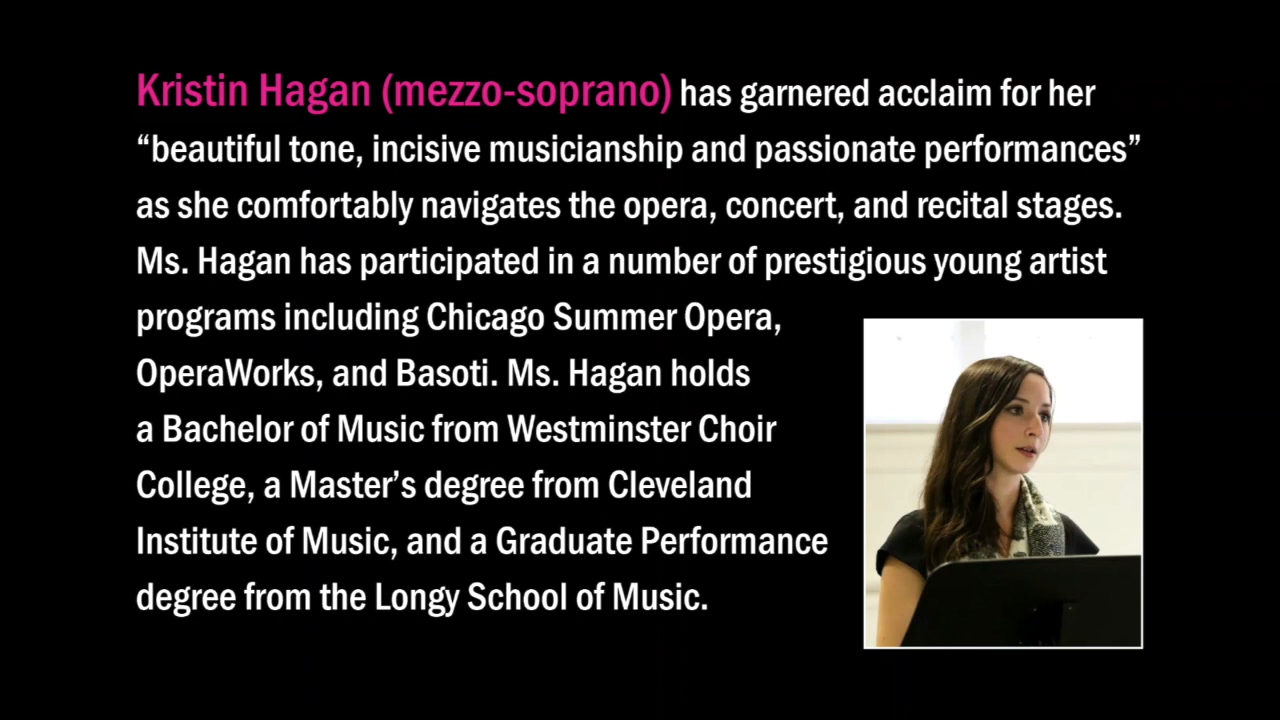 Kristin Hagan (mezzo-soprano) has garnered acclaim for her
“beautiful tone, incisive musicianship and passionate performances”
as she comfortably navigates the opera, concert, and recital stages.
Ms. Hagan has participated in a number of prestigious young artist
programs including Chicago Summer Opera,
OperaWorks, and Basoti. Ms. Hagan holds
a Bachelor of Music from Westminster Choir
College, a Master’s degree from Cleveland
Institute of Music, and a Graduate Performance
degree from the Longy School of Music.